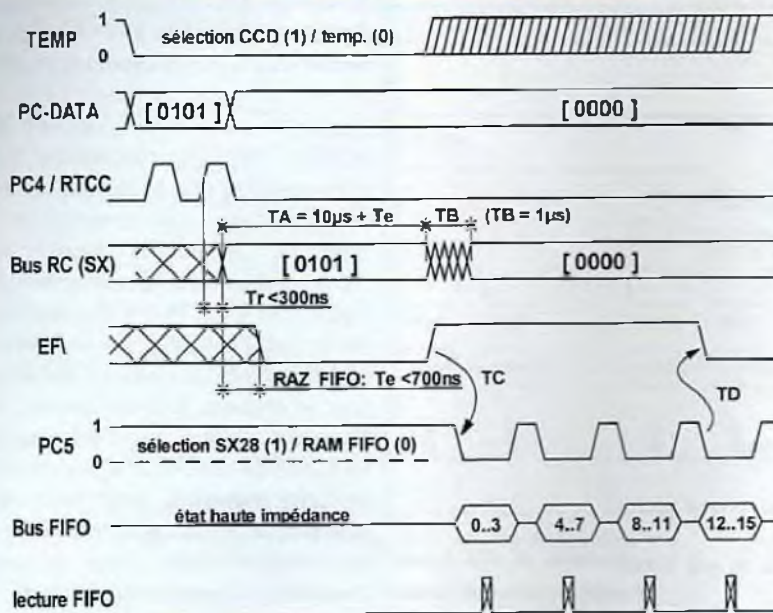 TEMP 1 0 sélection CCD (1) / temp. (0)
PC-DATA [0101] [0000]
PC4 / RTCC
TA = 10µs + Te TB (TB = 1µs)
Bus RC (SX) [0101] [0000]
Tr <300ns
EF\
RAZ FIFO: Te <700ns TC TD
PC5 1 0 sélection SX28 (1) / RAM FIFO (0)
Bus FIFO état haute impédance 0..3 4..7 8..11 12..15
lecture FIFO